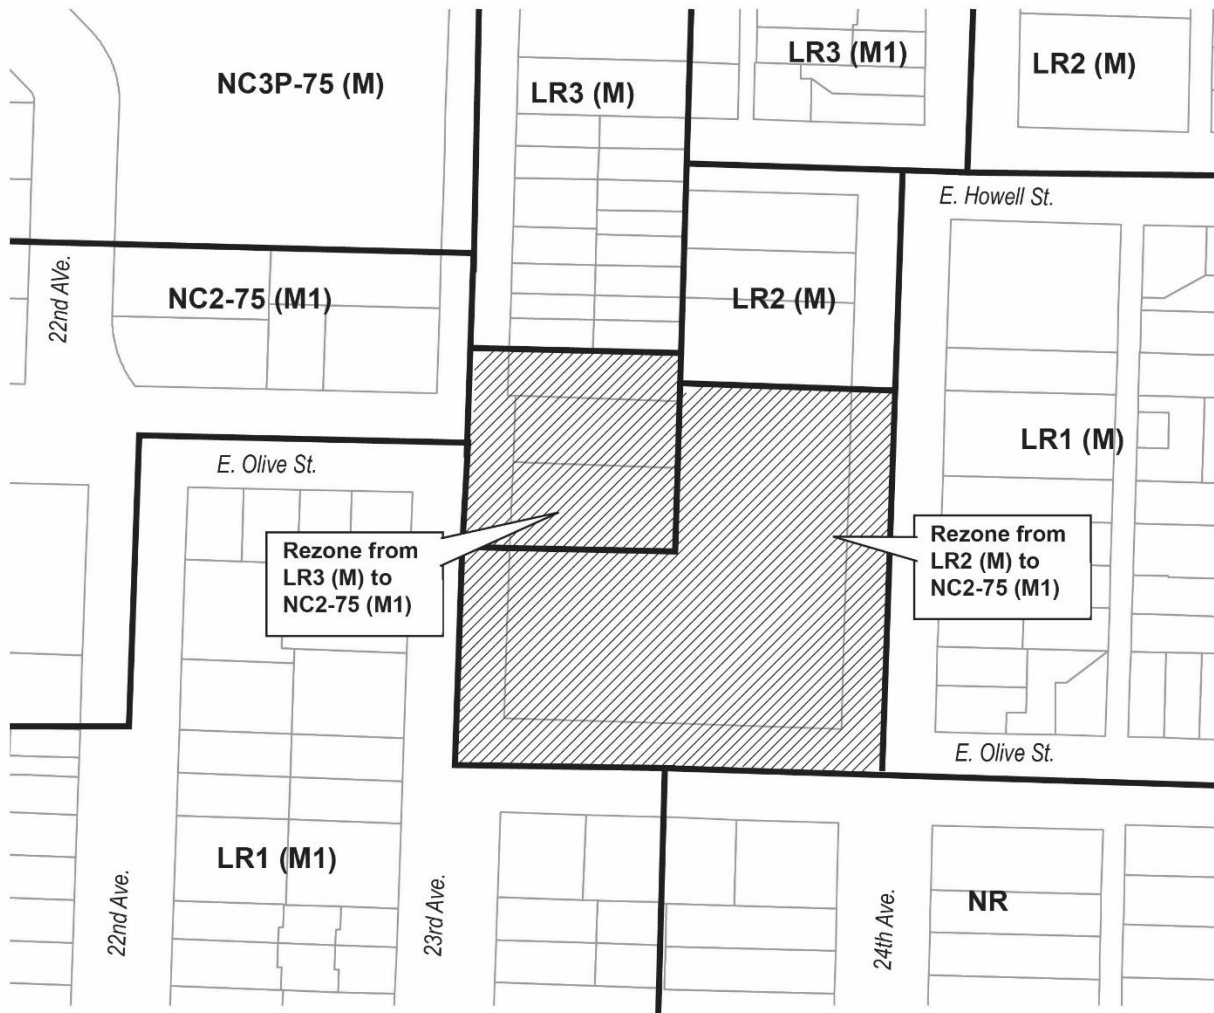 LR3 (M1)
LR2 (M)
NC3P-75 (M)
LR3 (M)
E. Howell St.
22nd AVe.
NC2-75 (M1)
LR2 (M)
LR1 (M)
E. Olive St.
Rezone from
LR3 (M) to
NC2-75 (M1)
Rezone from
LR2 (M) to
NC2-75 (M1)
E. Olive St.
LR1 (M1)
NR
22nd Ave.
23rd Ave.
24th Ave.